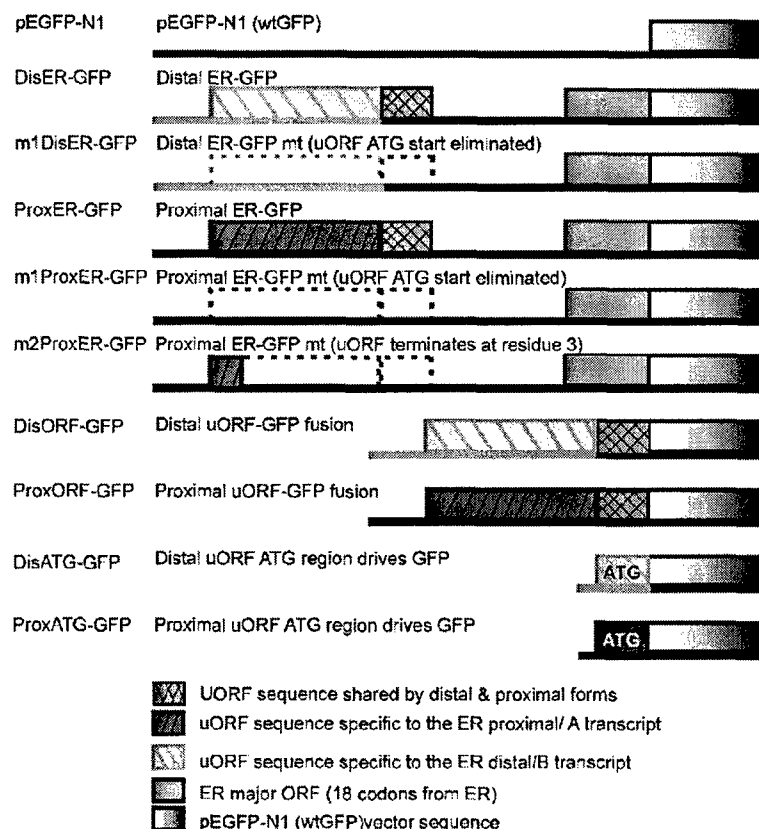 pEGFP-N1 pEGFP-N1 (wtGFP)
DisER-GFP Distal ER-GFP
m1DisER-GFP Distal ER-GFP mt (uORF ATG start eliminated)
ProxER-GFP Proximal ER-GFP
m1ProxER-GFP Proximal ER-GFP mt (uORF ATG start eliminated)
m2ProxER-GFP Proximal ER-GFP mt (uORF terminates at residue 3)
DisORF-GFP Distal uORF-GFP fusion
ProxORF-GFP Proximal uORF-GFP fusion
DisATG-GFP Distal uORF ATG region drives GFP
ATG
ProxATG-GFP Proximal uORF ATG region drives GFP
ATG
UORF sequence shared by distal & proximal forms
uORF sequence specific to the ER proximal/ A transcript
uORF sequence specific to the ER distal/B transcript
ER major ORF (18 codons from ER)
pEGFP-N1 (wtGFP)vector sequence